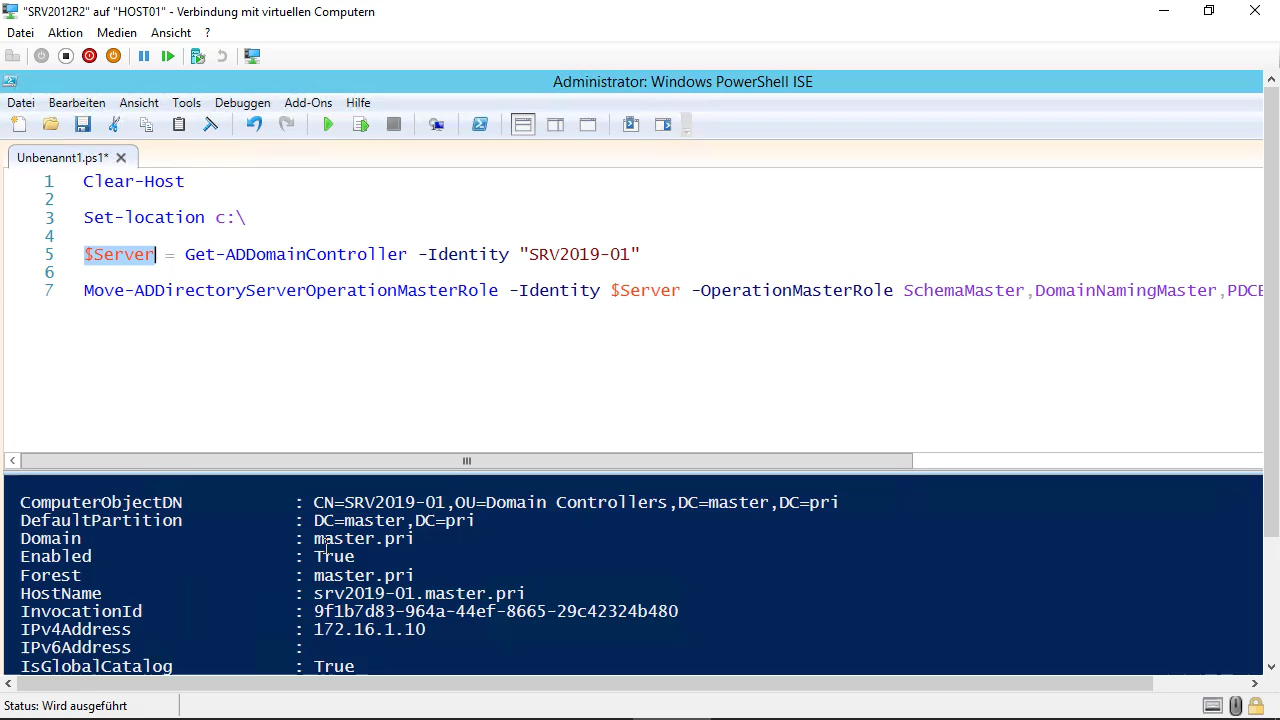 "SRV2012R2" auf "HOST01" - Verbindung mit virtuellen Computern
Datei Aktion Medien Ansicht ?
Administrator: Windows PowerShell ISE
Datei Bearbeiten Ansicht Tools Debuggen Add-Ons Hilfe
Unbenannt1.ps1*
1 Clear-Host
2
3 Set-location c:\
4
5 $Server = Get-ADDomainController -Identity "SRV2019-01"
6
7 Move-ADDirectoryServerOperationMasterRole -Identity $Server -OperationMasterRole SchemaMaster,DomainNamingMaster,PDCE
ComputerObjectDN : CN=SRV2019-01,OU=Domain Controllers,DC=master,DC=pri
DefaultPartition : DC=master,DC=pri
Domain : master.pri
Enabled : True
Forest : master.pri
HostName : srv2019-01.master.pri
InvocationId : 9f1b7d83-964a-44ef-8665-29c42324b480
IPv4Address : 172.16.1.10
IPv6Address :
IsGlobalCatalog : True
Status: Wird ausgeführt